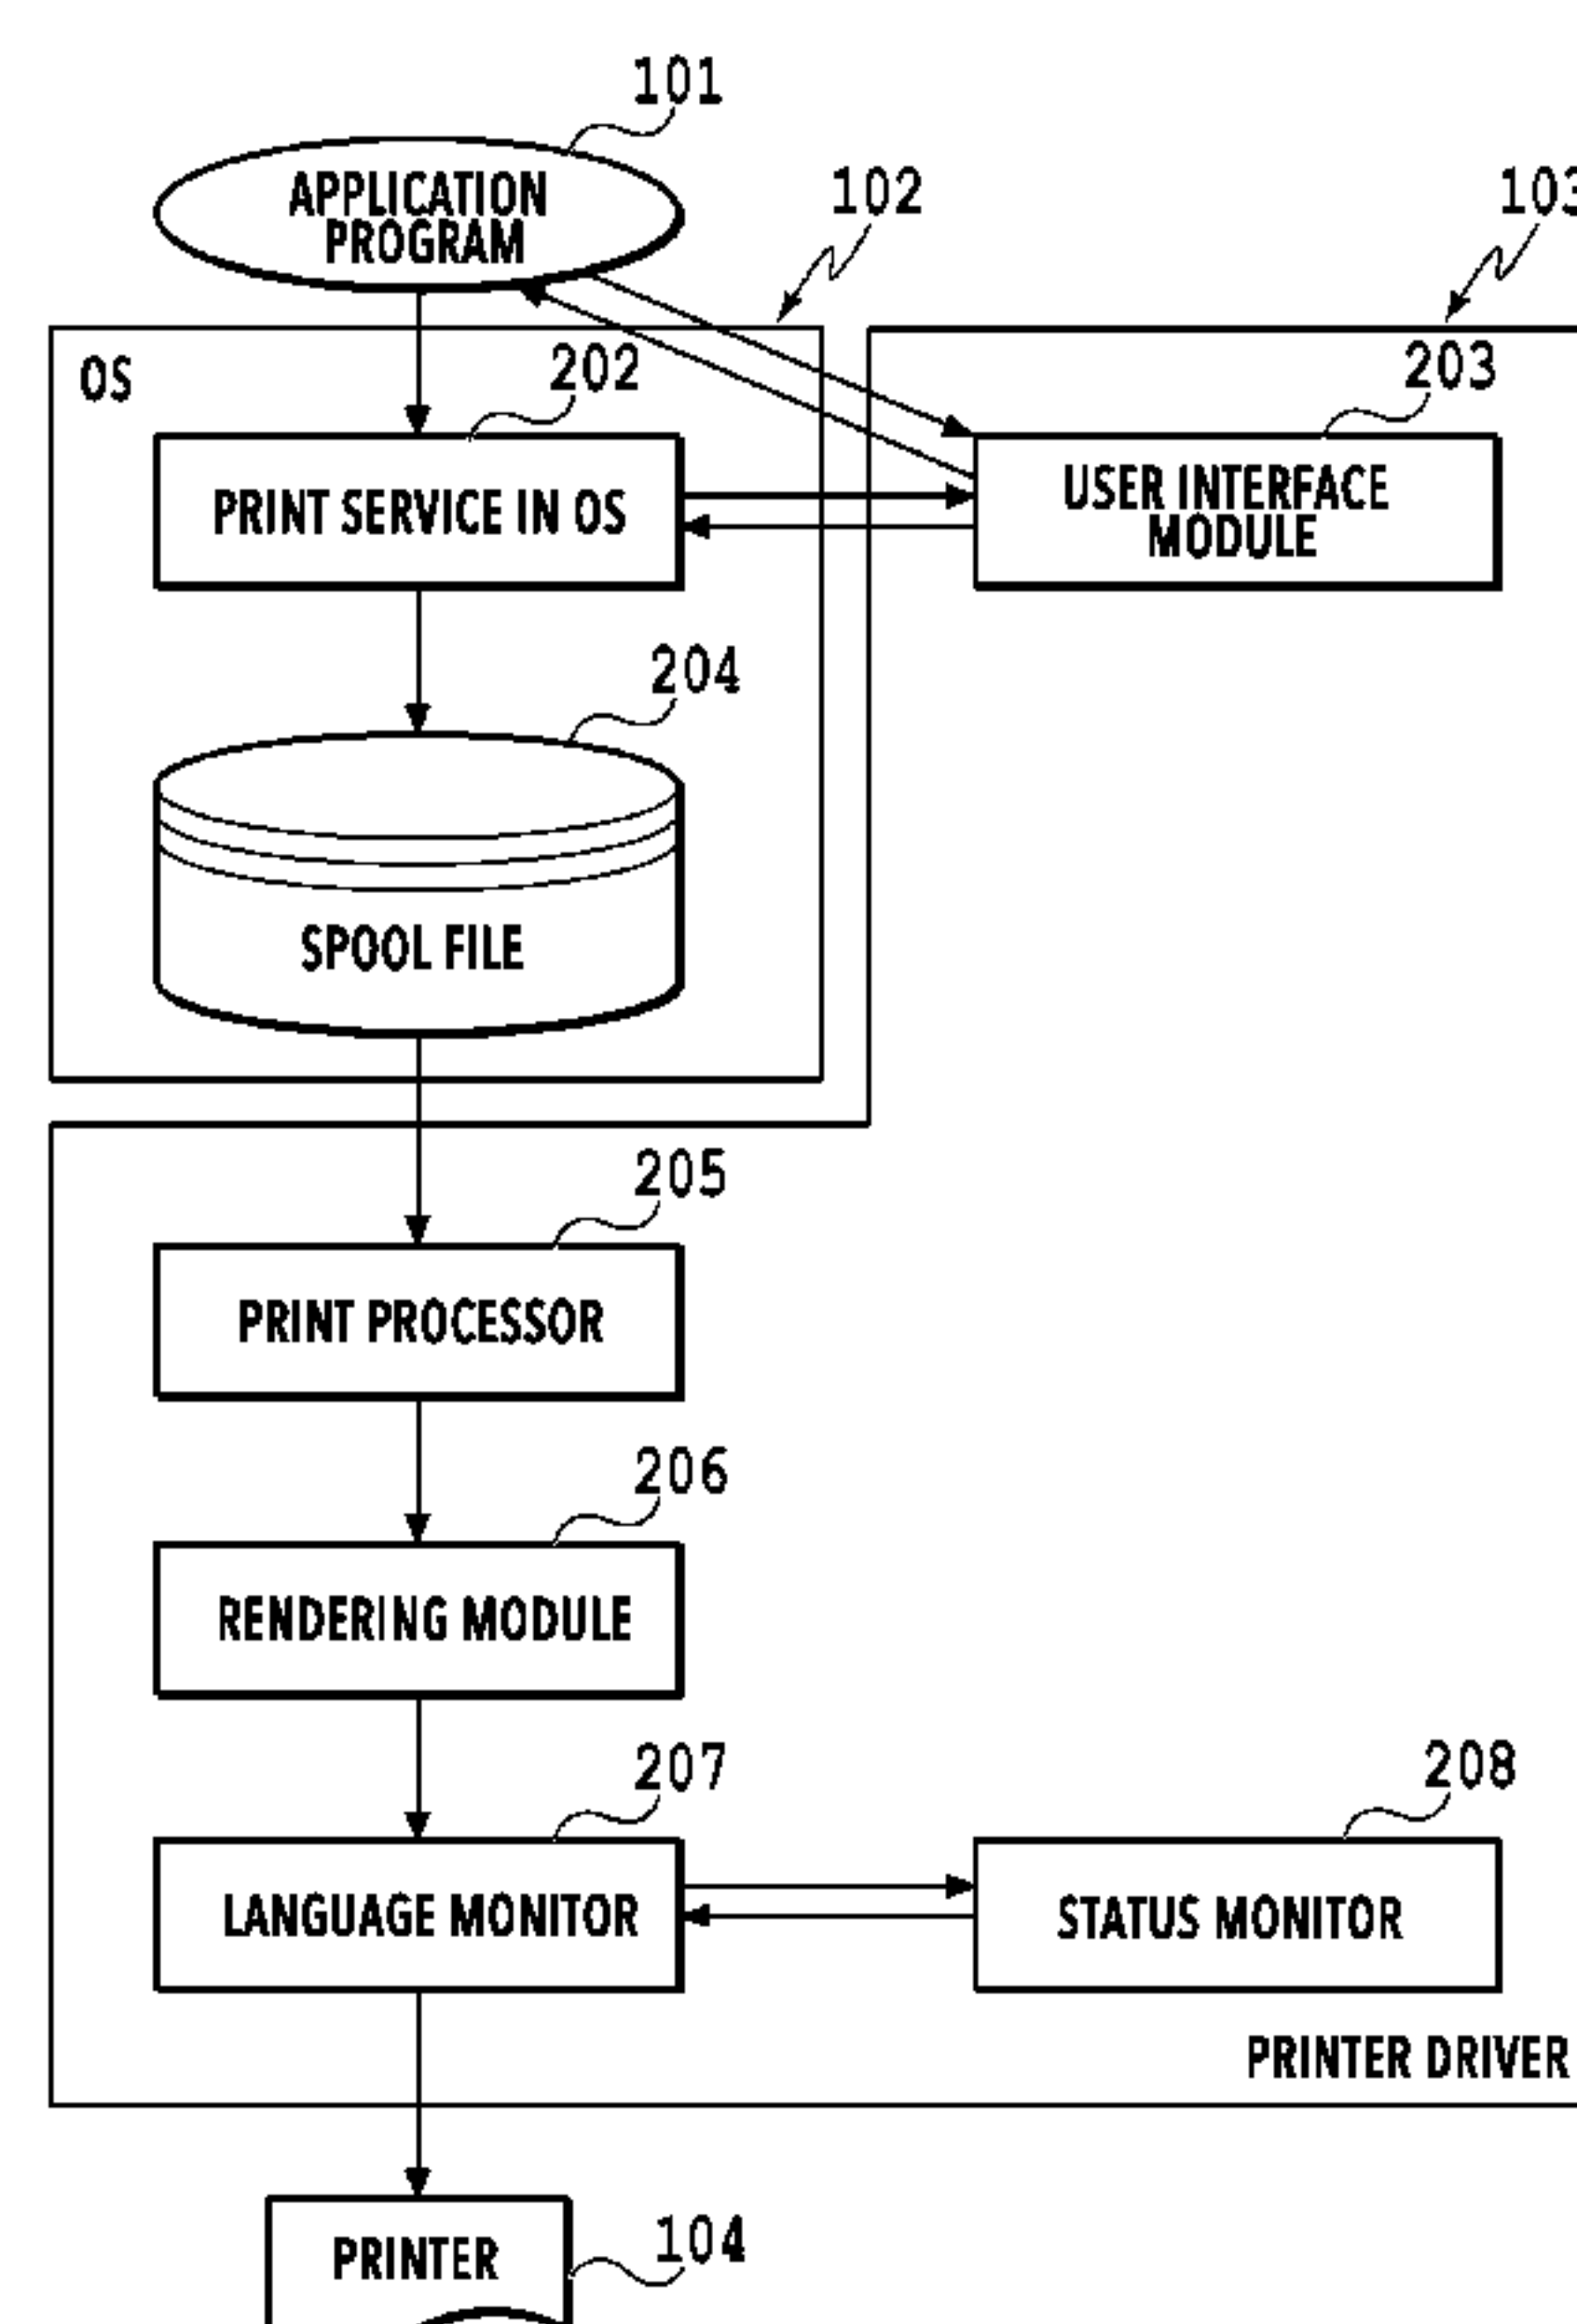 101
APPLICATION
PROGRAM
102
103
OS
202
203
PRINT SERVICE IN OS
USER INTERFACE
MODULE
204
SPOOL FILE
205
PRINT PROCESSOR
206
RENDERING MODULE
207
208
LANGUAGE MONITOR
STATUS MONITOR
PRINTER DRIVER
PRINTER
104